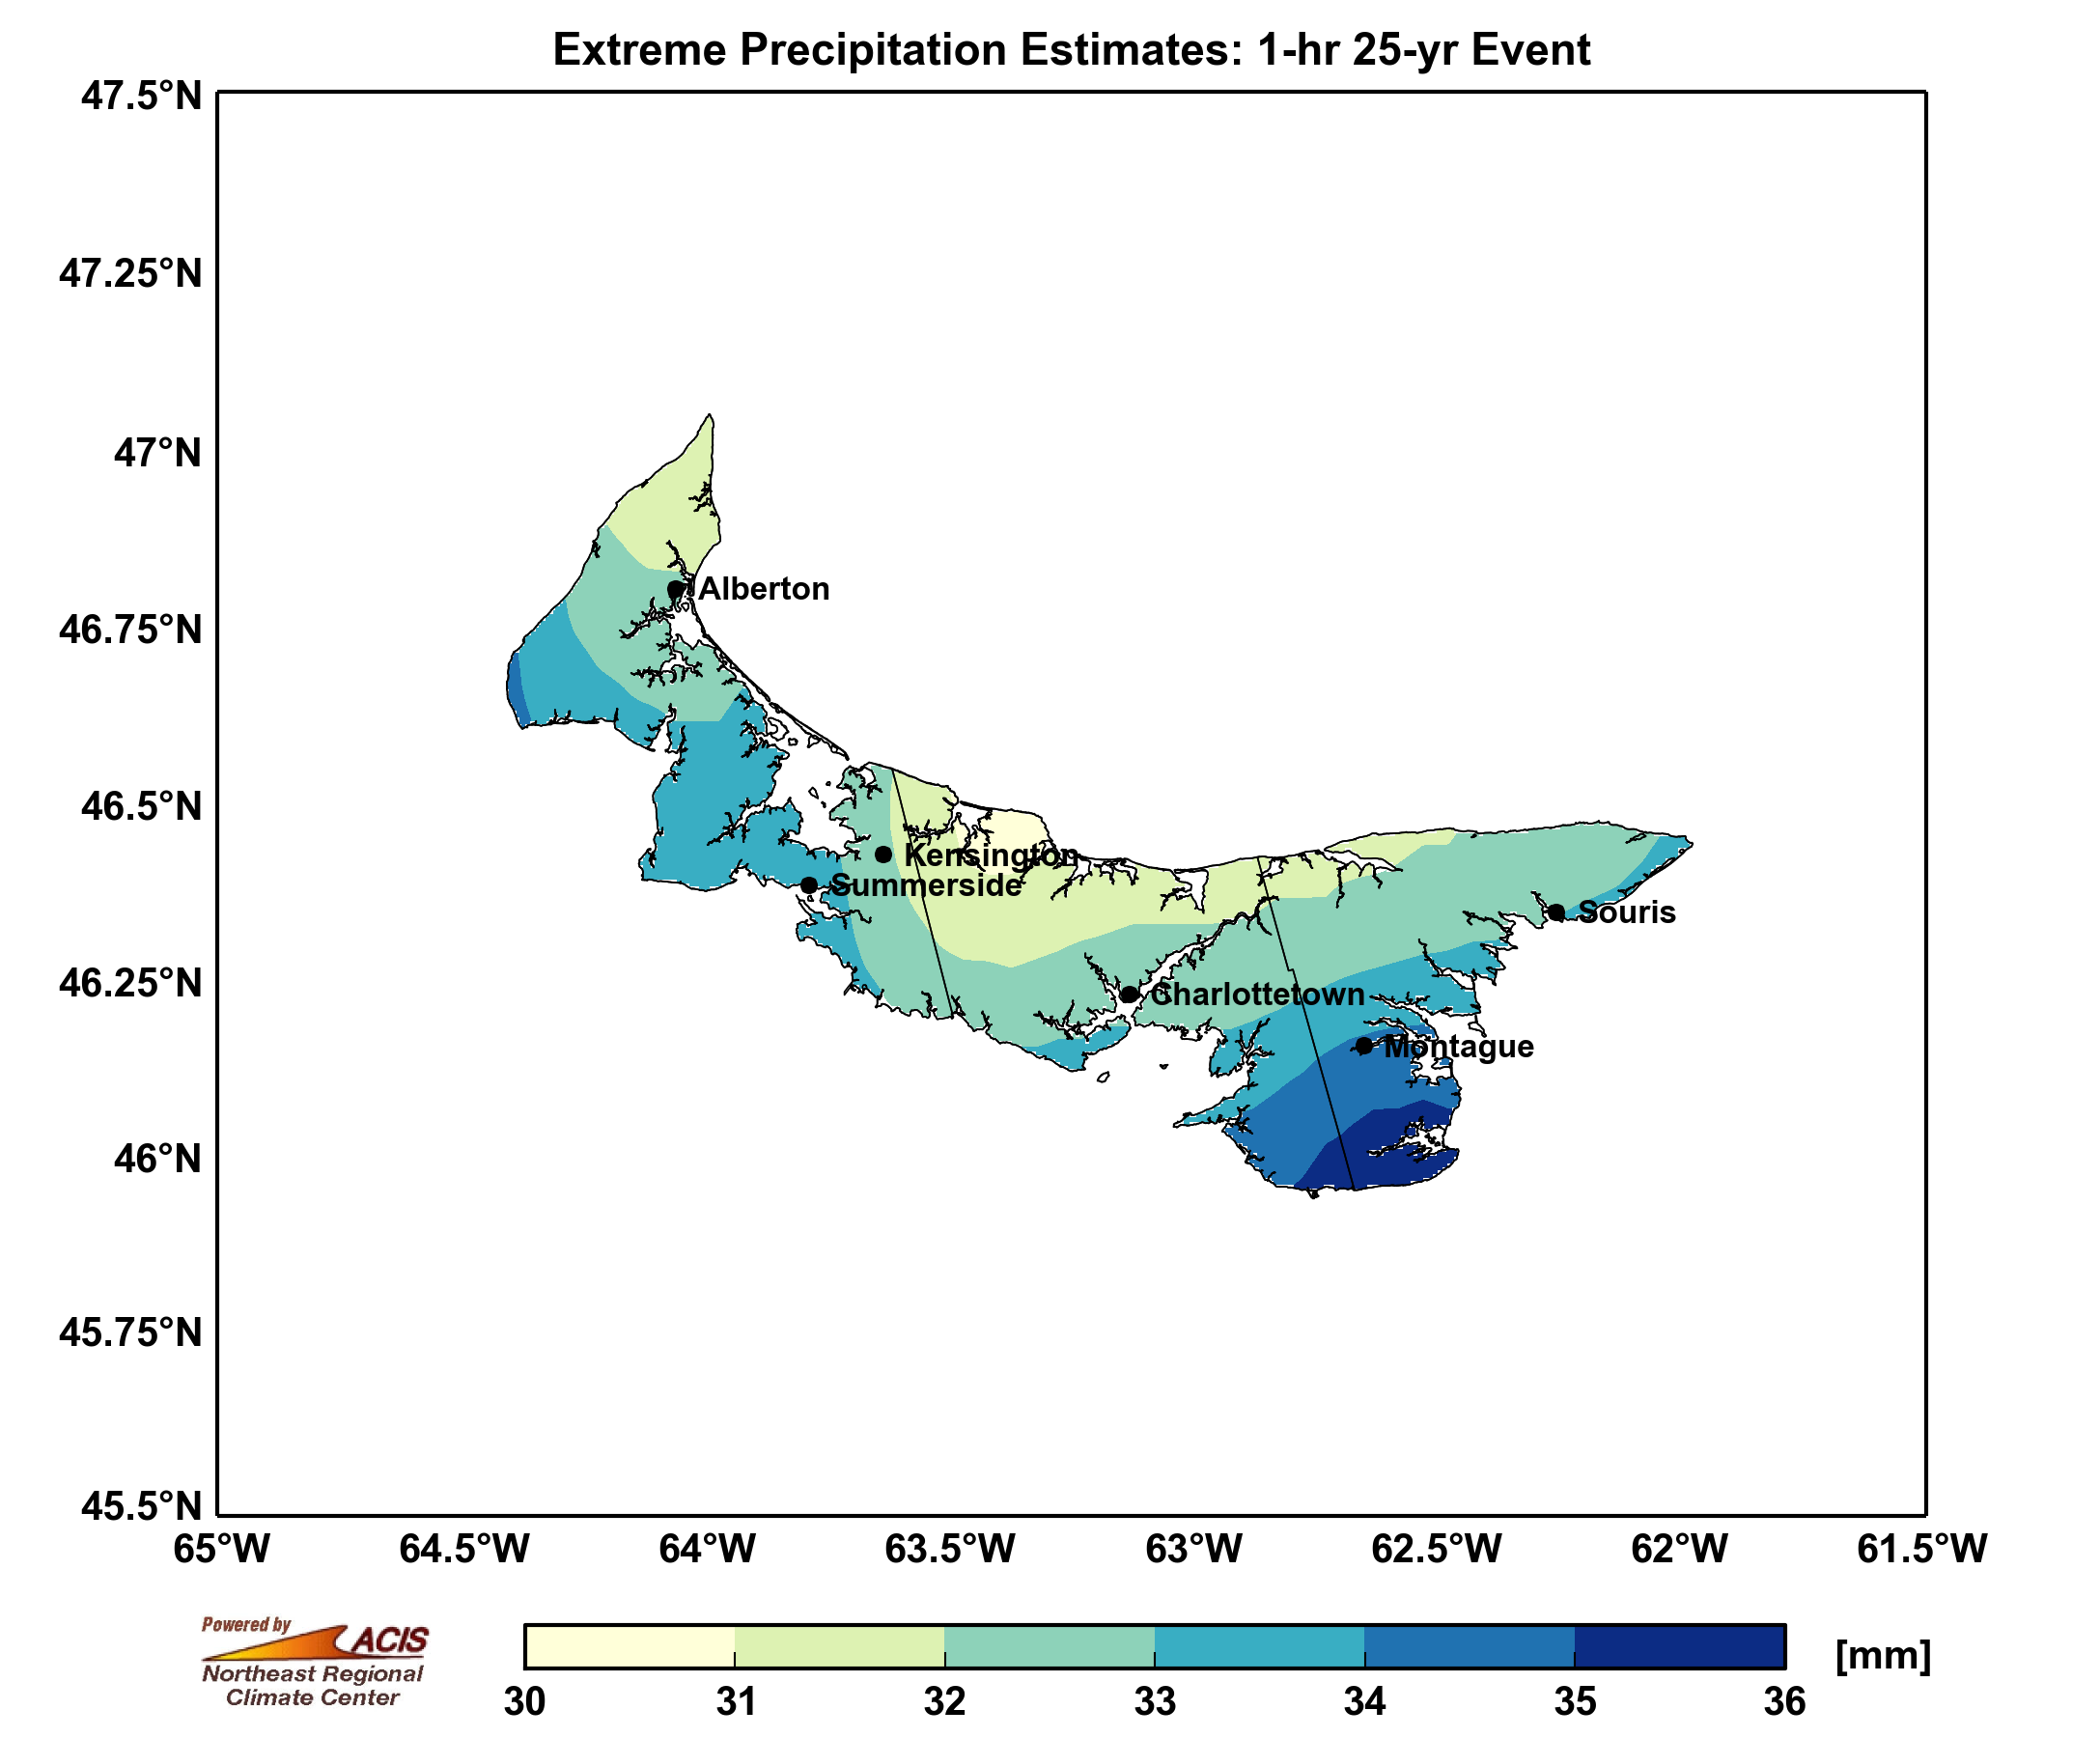 Extreme Precipitation Estimates: 1-hr 25-yr Event
47.5°N
47.25°N
47°N
46.75°N
46.5°N
46.25°N
46°N
45.75°N
45.5°N
Alberton
Kensington
Summerside
Souris
Charlottetown
Montague
65°W 64.5°W 64°W 63.5°W 63°W 62.5°W 62°W 61.5°W
Powered by
ACIS
Northeast Regional
Climate Center
[mm]
30 31 32 33 34 35 36